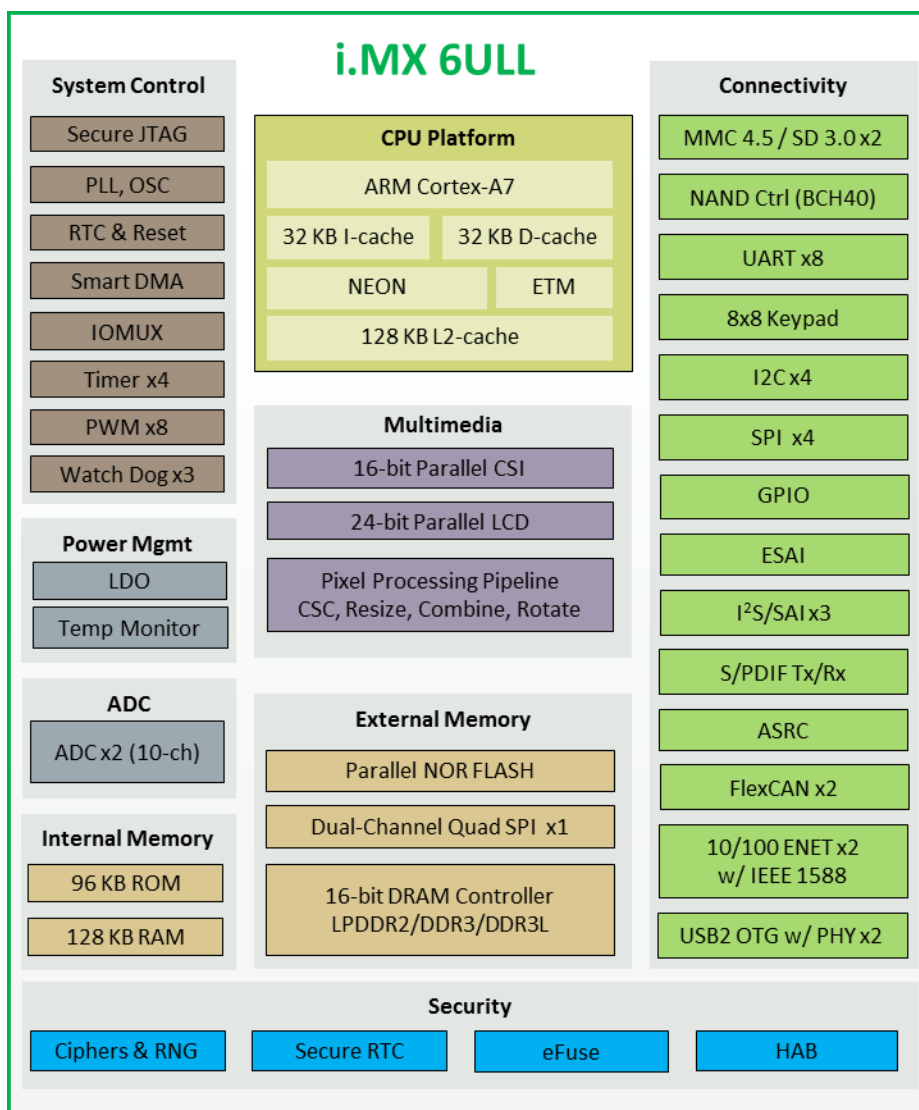 i.MX 6ULL
System Control
Secure JTAG
PLL, OSC
RTC & Reset
Smart DMA
IOMUX
Timer x4
PWM x8
Watch Dog x3
Power Mgmt
LDO
Temp Monitor
ADC
ADC x2 (10-ch)
Internal Memory
96 KB ROM
128 KB RAM
CPU Platform
ARM Cortex-A7
32 KB I-cache
32 KB D-cache
NEON
ETM
128 KB L2-cache
Multimedia
16-bit Parallel CSI
24-bit Parallel LCD
Pixel Processing Pipeline
CSC, Resize, Combine, Rotate
External Memory
Parallel NOR FLASH
Dual-Channel Quad SPI x1
16-bit DRAM Controller
LPDDR2/DDR3/DDR3L
Connectivity
MMC 4.5 / SD 3.0 x2
NAND Ctrl (BCH40)
UART x8
8x8 Keypad
I2C x4
SPI x4
GPIO
ESAI
I²S/SAI x3
S/PDIF Tx/Rx
ASRC
FlexCAN x2
10/100 ENET x2
w/ IEEE 1588
USB2 OTG w/ PHY x2
Security
Ciphers & RNG
Secure RTC
eFuse
HAB